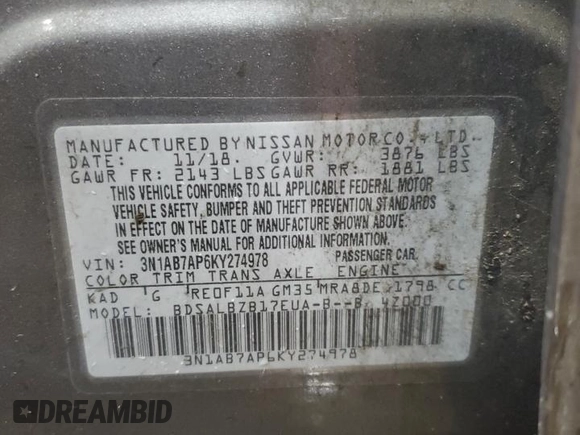 MANUFACTURED BY NISSAN MOTOR CO., LTD.
DATE: 11/18. GVWR: 3876 LBS
GAWR FR: 2143 LBS GAWR RR: 1881 LBS
THIS VEHICLE CONFORMS TO ALL APPLICABLE FEDERAL MOTOR
VEHICLE SAFETY, BUMPER AND THEFT PREVENTION STANDARDS
IN EFFECT ON THE DATE OF MANUFACTURE SHOWN ABOVE.
SEE OWNER'S MANUAL FOR ADDITIONAL INFORMATION.
VIN: 3N1AB7AP6KY274978 PASSENGER CAR.
COLOR TRIM TRANS AXLE ENGINE
KAD G RE0F11A GM35 MRA8DE 1798 CC
MODEL: BDSALBZB17EUA-B--B 4Z000
3N1AB7AP6KY274978
DREAMBID